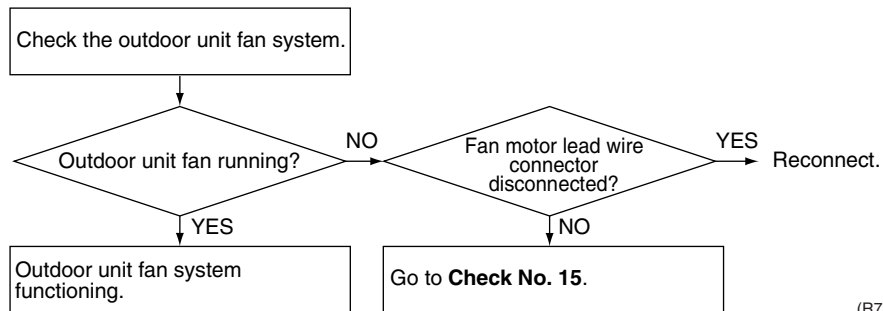 Check the outdoor unit fan system.
Outdoor unit fan running?
NO
Fan motor lead wire
connector
disconnected?
YES
Reconnect.
YES
NO
Outdoor unit fan system
functioning.
Go to Check No. 15.
(R7